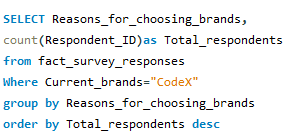 SELECT Reasons_for_choosing_brands,
count(Respondent_ID)as Total_respondents
from fact_survey_responses
Where Current_brands="CodeX"
group by Reasons_for_choosing_brands
order by Total_respondents desc